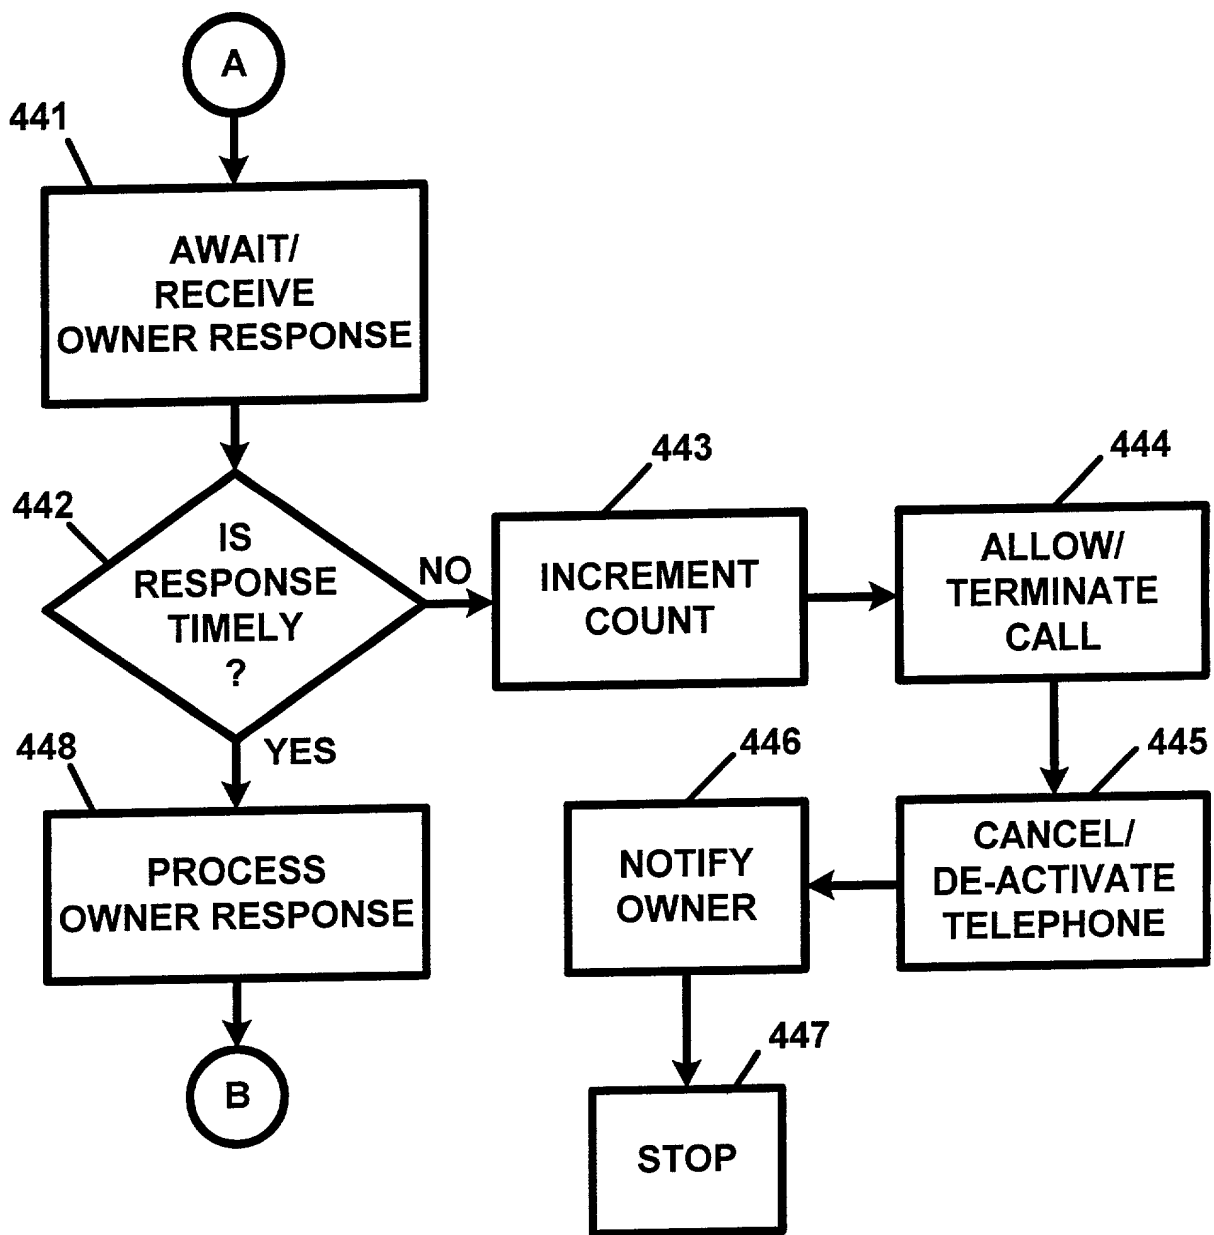 A
441
AWAIT/
RECEIVE
OWNER RESPONSE
442
IS
RESPONSE
TIMELY
?
NO
443
INCREMENT
COUNT
444
ALLOW/
TERMINATE
CALL
YES
448
PROCESS
OWNER RESPONSE
446
NOTIFY
OWNER
445
CANCEL/
DE-ACTIVATE
TELEPHONE
B
447
STOP